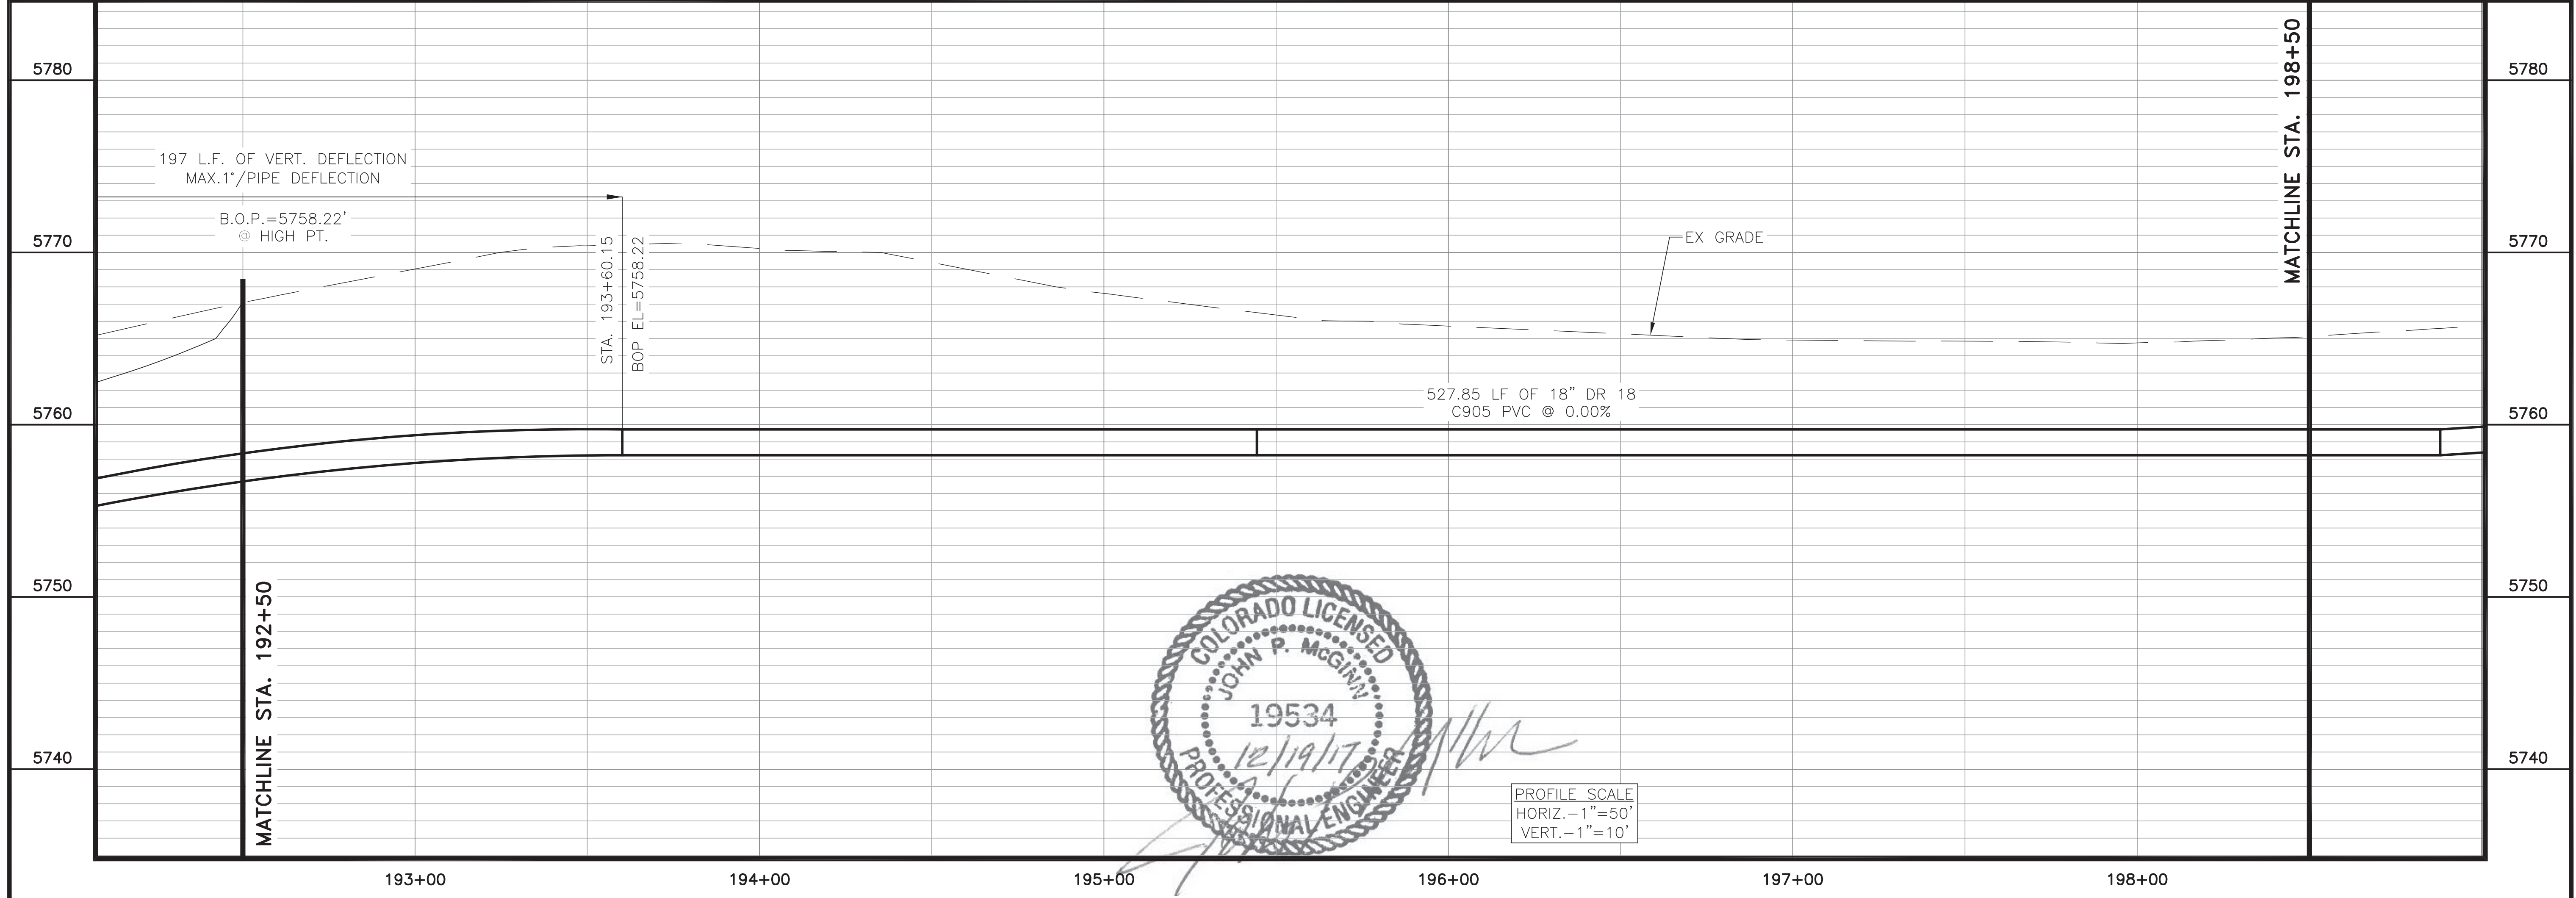 5780
5770
5760
5750
5740
197 L.F. OF VERT. DEFLECTION
MAX.1°/PIPE DEFLECTION
B.O.P.=5758.22'
@ HIGH PT.
MATCHLINE STA. 192+50
STA. 193+60.15
BOP EL=5758.22
EX GRADE
527.85 LF OF 18" DR 18
C905 PVC @ 0.00%
MATCHLINE STA. 198+50
5780
5770
5760
5750
5740
COLORADO LICENSED
JOHN P. McGINN
19534
12/19/17
PROFESSIONAL ENGINEER
PROFILE SCALE
HORIZ.-1"=50'
VERT.-1"=10'
193+00
194+00
195+00
196+00
197+00
198+00